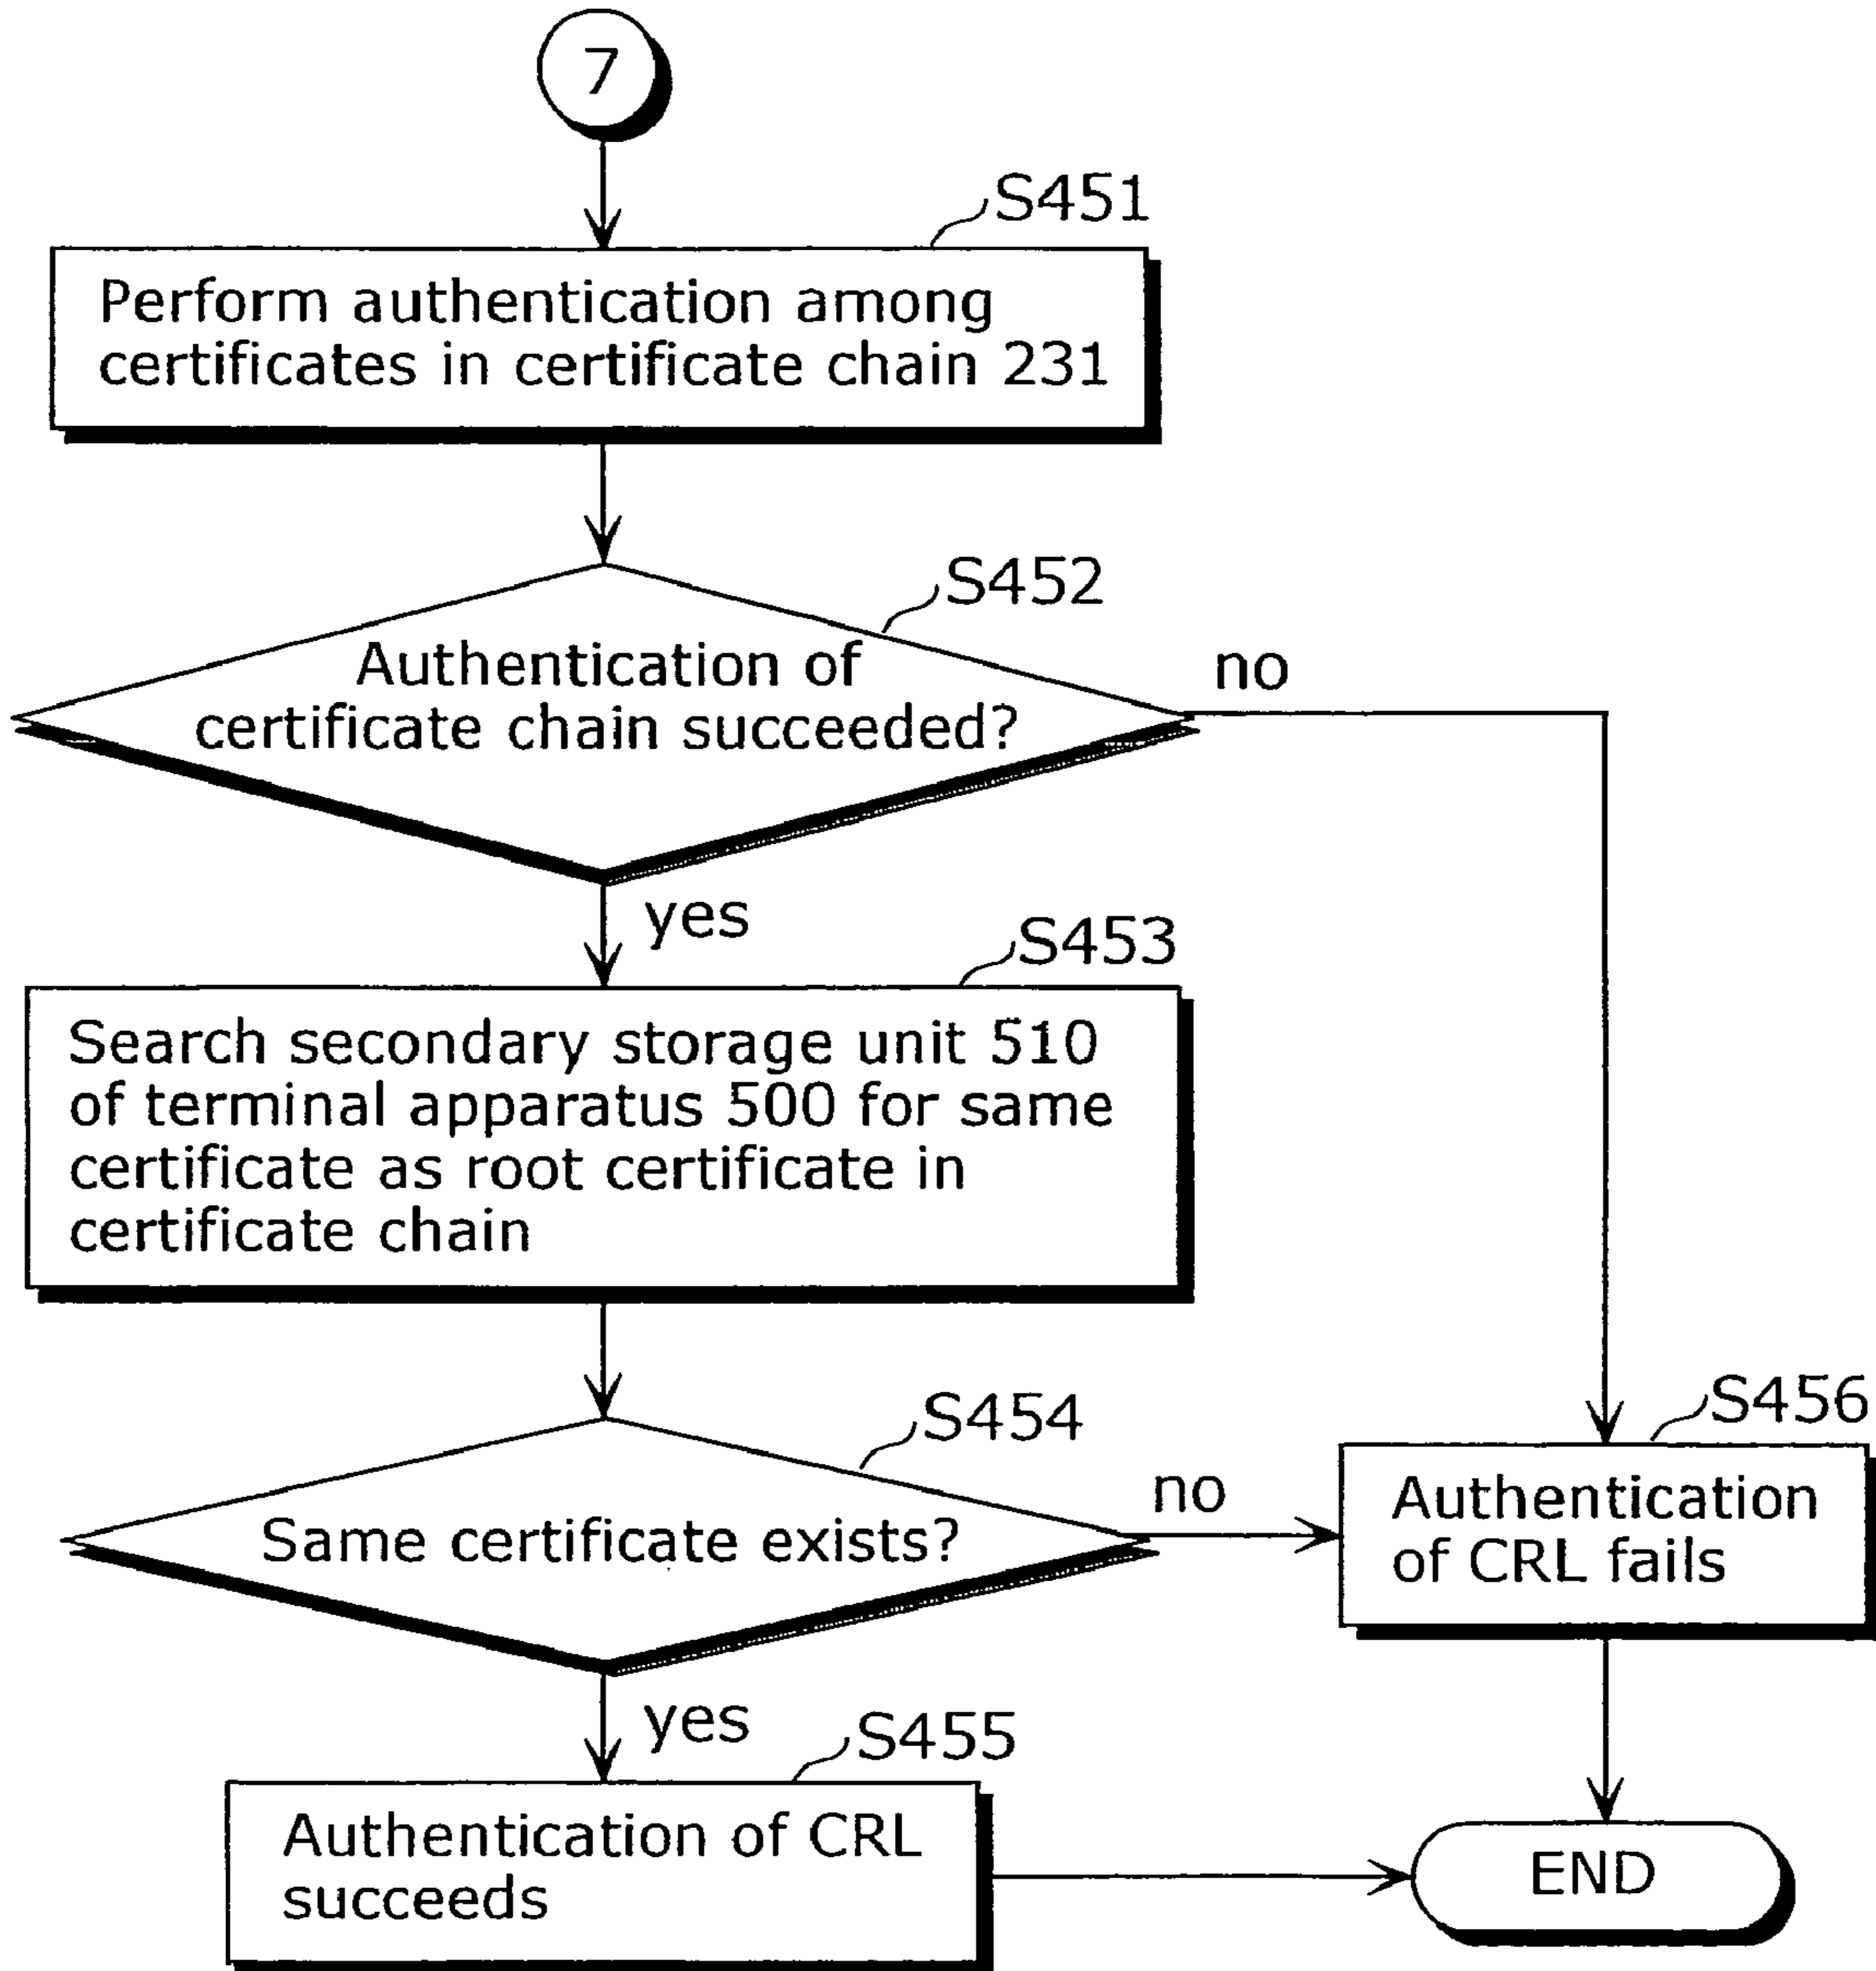 7
S451
Perform authentication among
certificates in certificate chain 231
S452
Authentication of
certificate chain succeeded?
no
yes
S453
Search secondary storage unit 510
of terminal apparatus 500 for same
certificate as root certificate in
certificate chain
S454
Same certificate exists?
no
S456
Authentication
of CRL fails
yes
S455
Authentication of CRL
succeeds
END